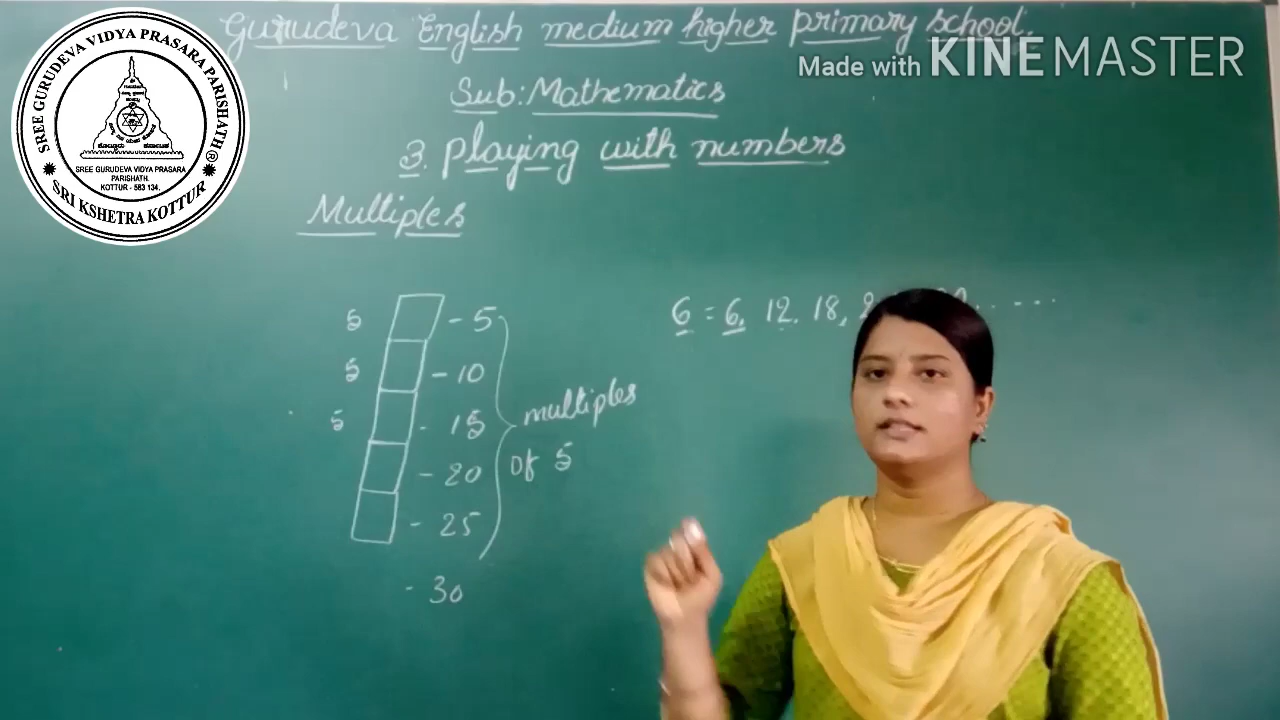 Gurudeva English medium higher primary school.
Made with KINEMASTER
Sub: Mathematics
3. Playing with numbers
SREE GURUDEVA VIDYA PRASARA PARISHATH®
SREE GURUDEVA VIDYA PRASARA
PARISHATH.
KOTTUR - 583 134.
SRI KSHETRA KOTTUR
Multiples
5 - 5
5 - 10
5 - 15
- 20
- 25
- 30
multiples
of 5
6 = 6, 12, 18,